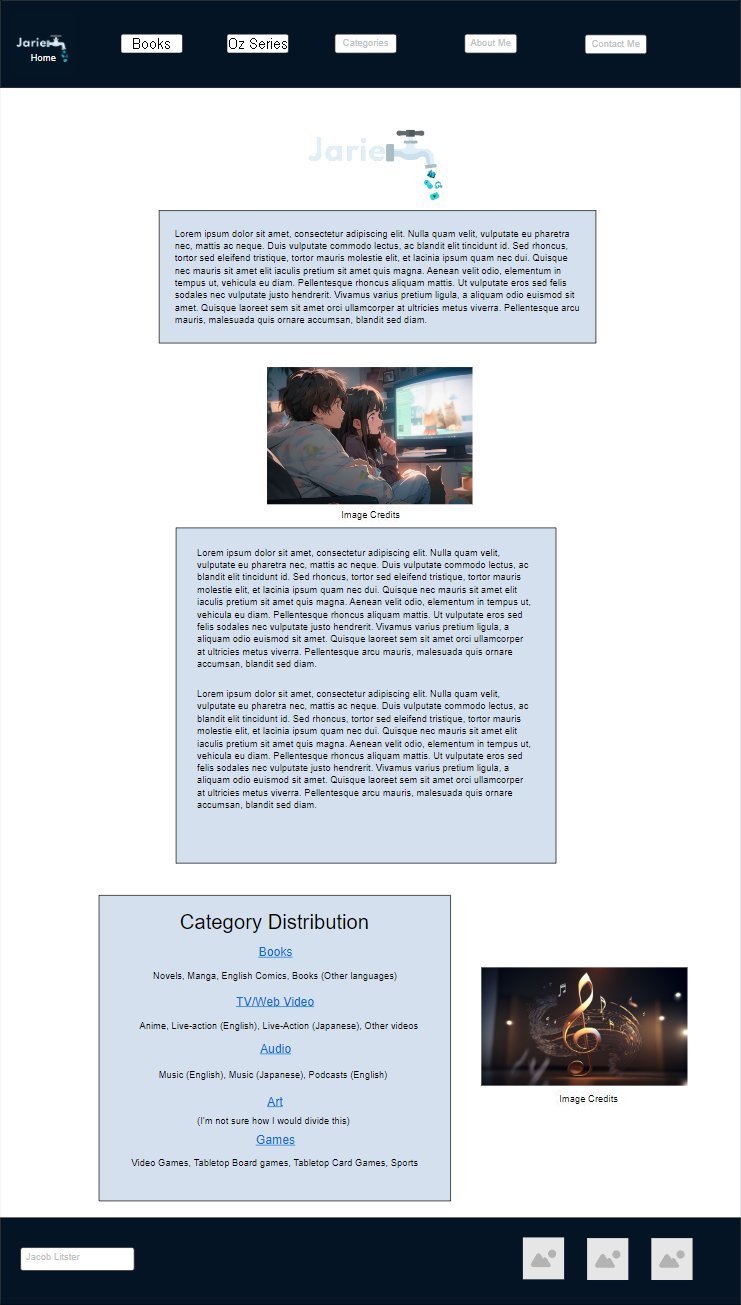 Jarie
Home
Books
Oz Series
Categories
About Me
Contact Me
Jarie
Lorem ipsum dolor sit amet, consectetur adipiscing elit. Nulla quam velit, vulputate eu pharetra
nec, mattis ac neque. Duis vulputate commodo lectus, ac blandit elit tincidunt id. Sed rhoncus,
tortor sed eleifend tristique, tortor mauris molestie elit, et lacinia ipsum quam nec dui. Quisque
nec mauris sit amet elit iaculis pretium sit amet quis magna. Aenean velit odio, elementum in
tempus ut, vehicula eu diam. Pellentesque rhoncus aliquam mattis. Ut vulputate eros sed felis
sodales nec vulputate justo hendrerit. Vivamus varius pretium ligula, a aliquam odio euismod sit
amet. Quisque laoreet sem sit amet orci ullamcorper at ultricies metus viverra. Pellentesque arcu
mauris, malesuada quis ornare accumsan, blandit sed diam.
Image Credits
Lorem ipsum dolor sit amet, consectetur adipiscing elit. Nulla quam velit,
vulputate eu pharetra nec, mattis ac neque. Duis vulputate commodo lectus, ac
blandit elit tincidunt id. Sed rhoncus, tortor sed eleifend tristique, tortor mauris
molestie elit, et lacinia ipsum quam nec dui. Quisque nec mauris sit amet elit
iaculis pretium sit amet quis magna. Aenean velit odio, elementum in tempus ut,
vehicula eu diam. Pellentesque rhoncus aliquam mattis. Ut vulputate eros sed
felis sodales nec vulputate justo hendrerit. Vivamus varius pretium ligula, a
aliquam odio euismod sit amet. Quisque laoreet sem sit amet orci ullamcorper
at ultricies metus viverra. Pellentesque arcu mauris, malesuada quis ornare
accumsan, blandit sed diam.
Lorem ipsum dolor sit amet, consectetur adipiscing elit. Nulla quam velit,
vulputate eu pharetra nec, mattis ac neque. Duis vulputate commodo lectus, ac
blandit elit tincidunt id. Sed rhoncus, tortor sed eleifend tristique, tortor mauris
molestie elit, et lacinia ipsum quam nec dui. Quisque nec mauris sit amet elit
iaculis pretium sit amet quis magna. Aenean velit odio, elementum in tempus ut,
vehicula eu diam. Pellentesque rhoncus aliquam mattis. Ut vulputate eros sed
felis sodales nec vulputate justo hendrerit. Vivamus varius pretium ligula, a
aliquam odio euismod sit amet. Quisque laoreet sem sit amet orci ullamcorper
at ultricies metus viverra. Pellentesque arcu mauris, malesuada quis ornare
accumsan, blandit sed diam.
Category Distribution
Books
Novels, Manga, English Comics, Books (Other languages)
TV/Web Video
Anime, Live-action (English), Live-Action (Japanese), Other videos
Audio
Music (English), Music (Japanese), Podcasts (English)
Art
(I'm not sure how I would divide this)
Games
Video Games, Tabletop Board games, Tabletop Card Games, Sports
Image Credits
Jacob Litster